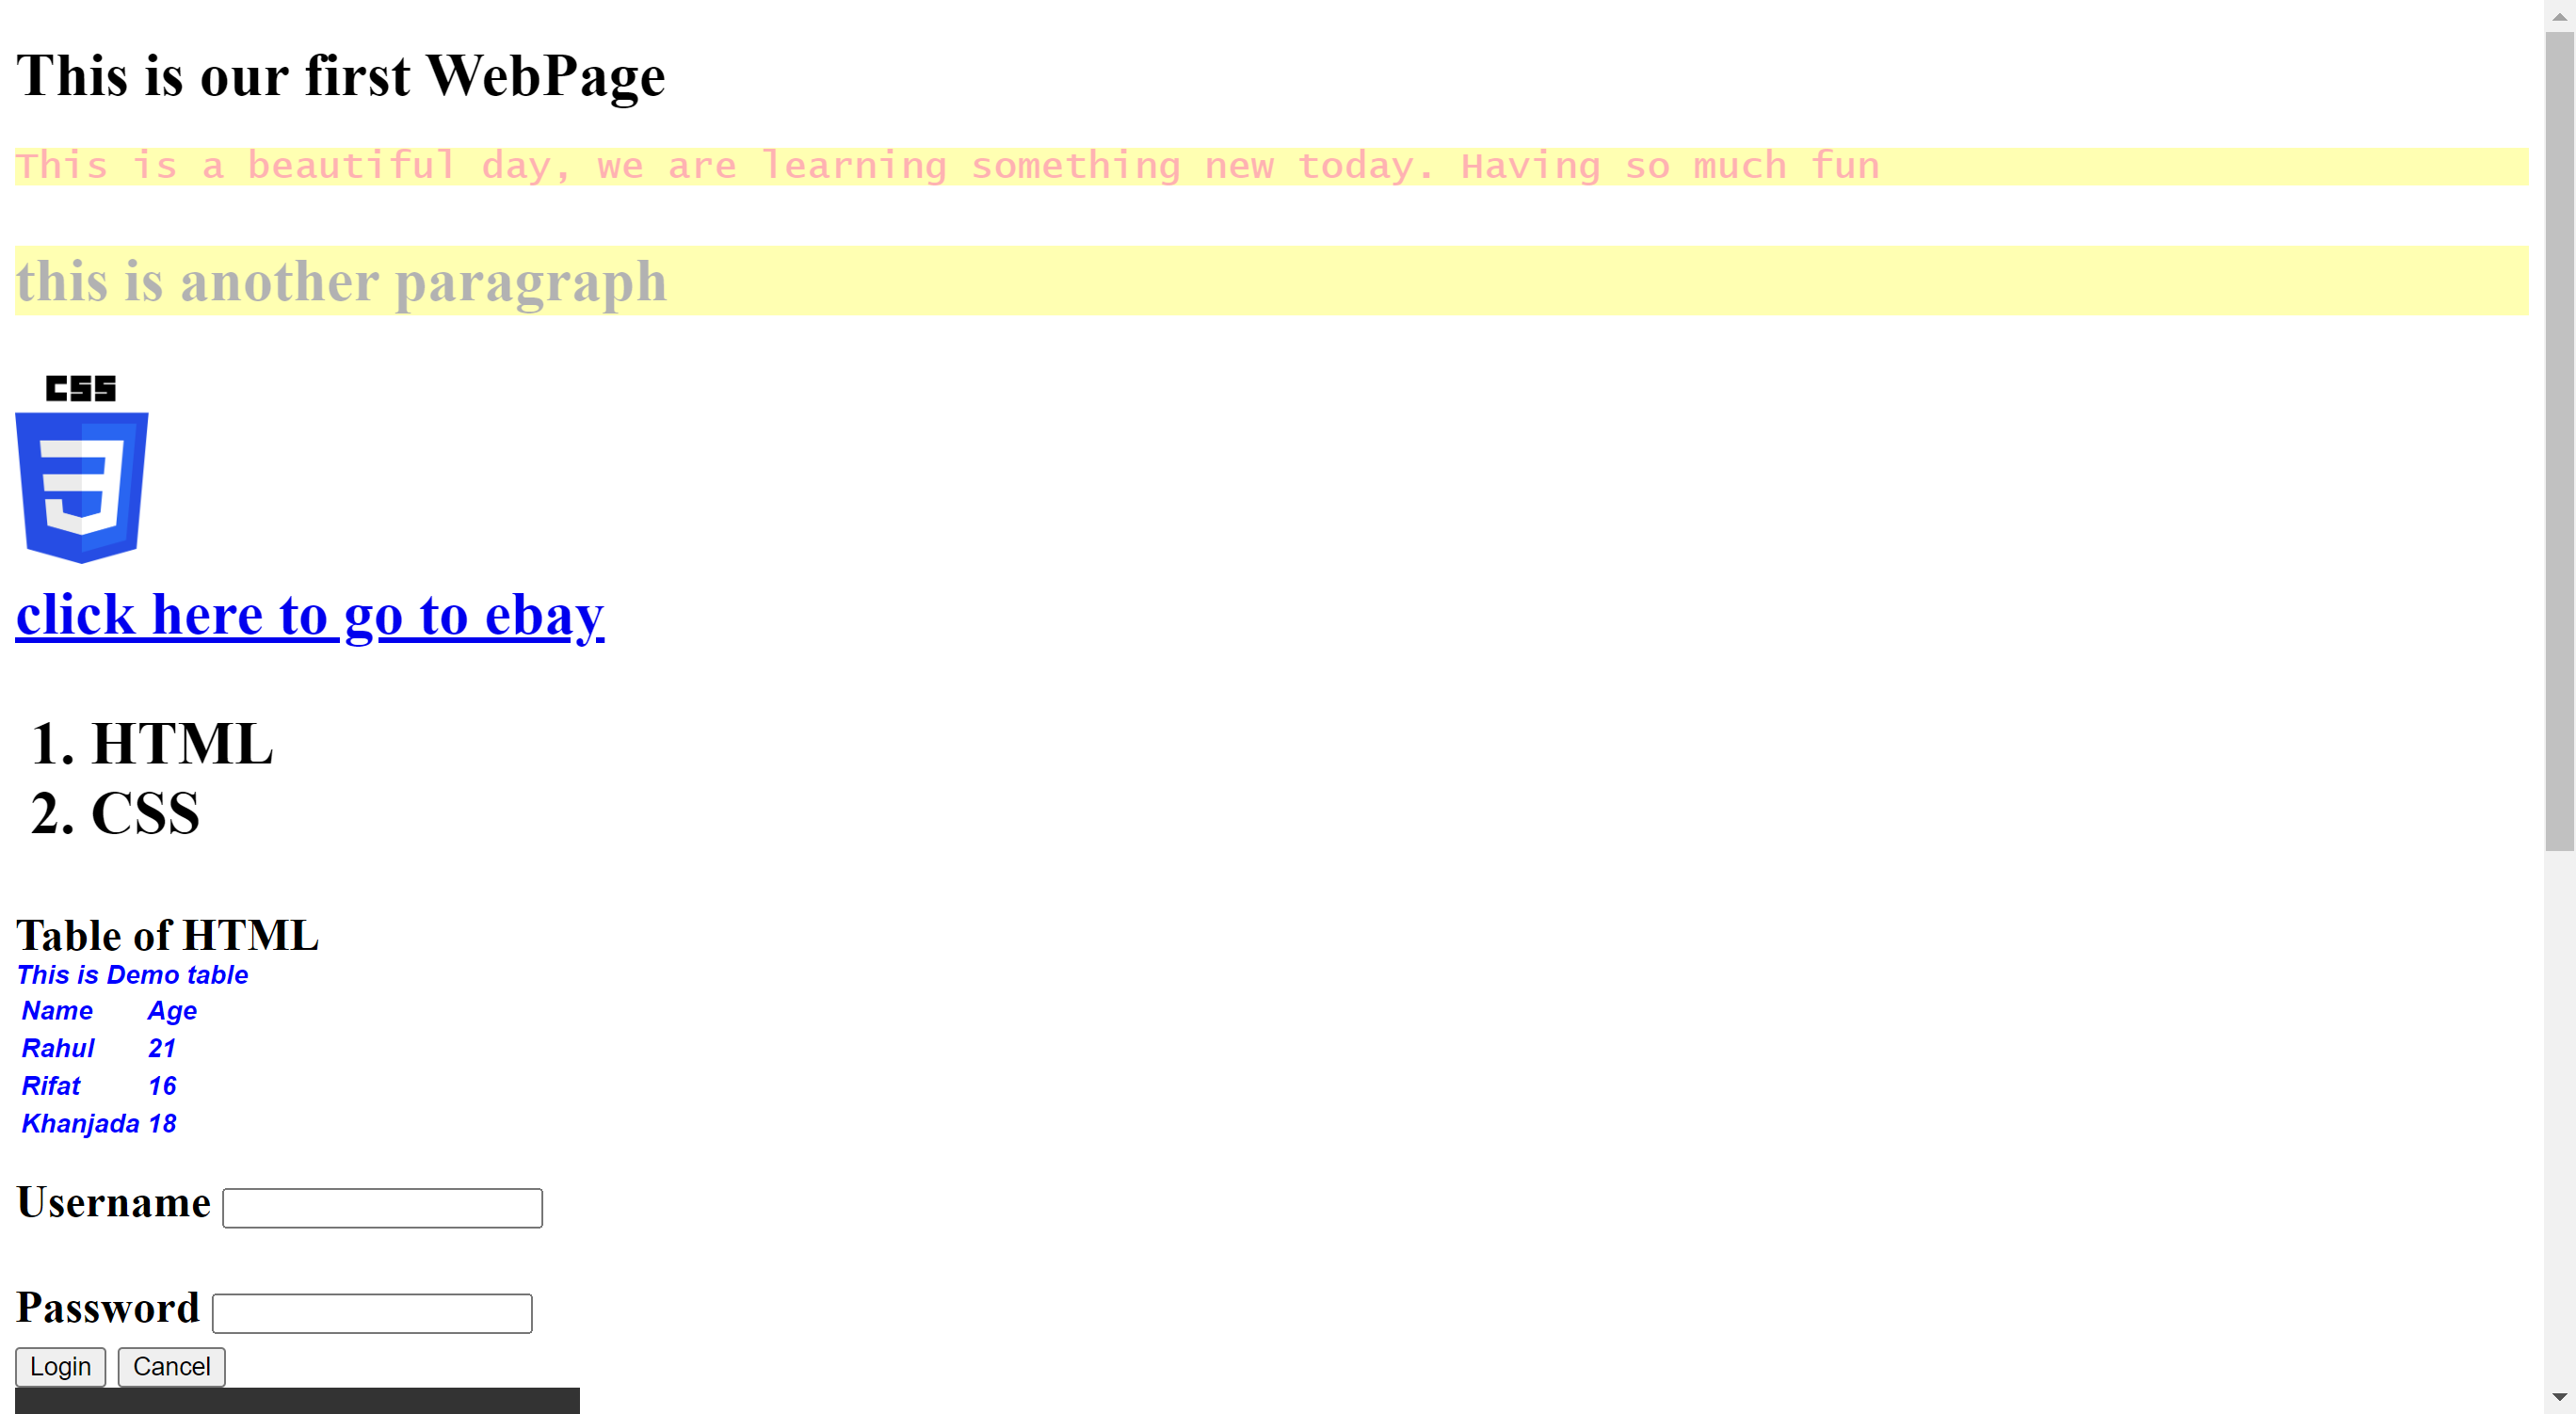 This is our first WebPage
This is a beautiful day, we are learning something new today. Having so much fun
this is another paragraph
CSS
3
click here to go to ebay
1. HTML
2. CSS
Table of HTML
This is Demo table
Name Age
Rahul 21
Rifat 16
Khanjada 18
Username
Password
Login Cancel